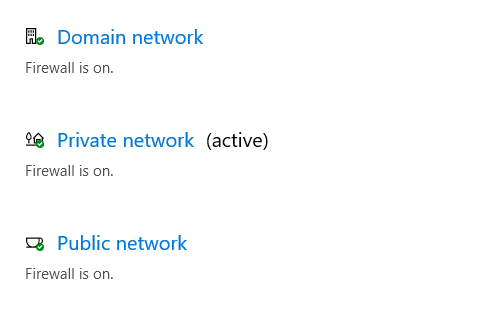 Domain network
Firewall is on.
Private network (active)
Firewall is on.
Public network
Firewall is on.